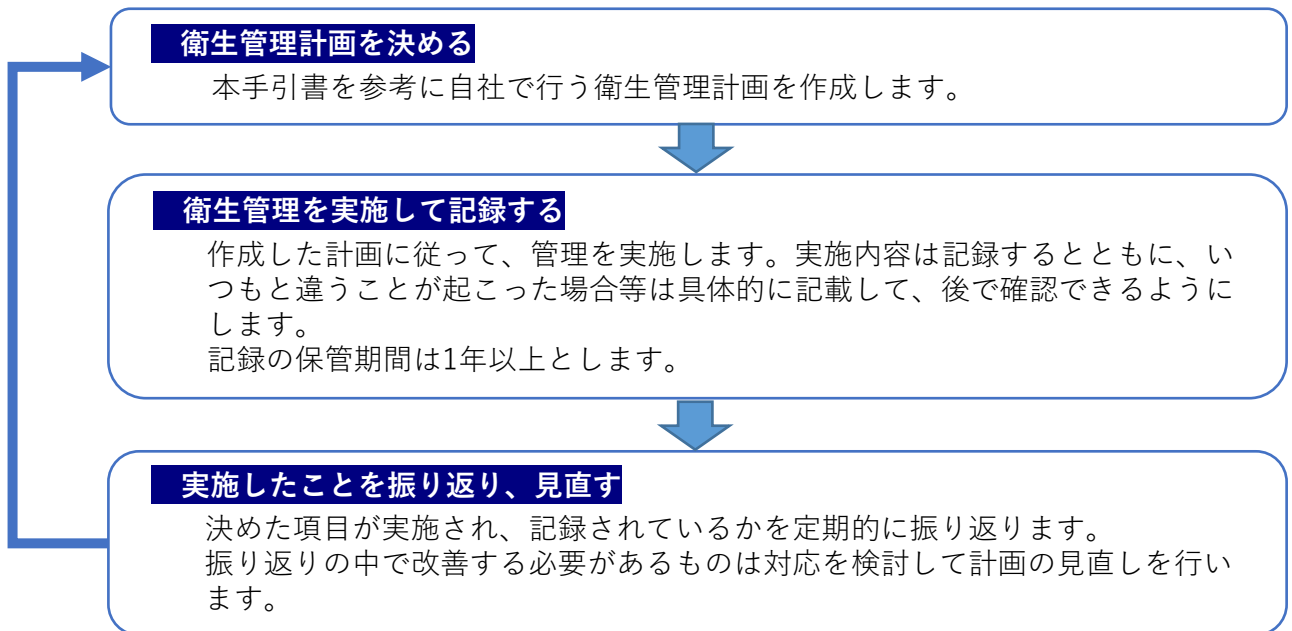 衛生管理計画を決める
本手引書を参考に自社で行う衛生管理計画を作成します。
衛生管理を実施して記録する
作成した計画に従って、管理を実施します。実施内容は記録するとともに、い
つもと違うことが起こった場合等は具体的に記載して、後で確認できるように
します。
記録の保管期間は1年以上とします。
実施したことを振り返り、見直す
決めた項目が実施され、記録されているかを定期的に振り返ります。
振り返りの中で改善する必要があるものは対応を検討して計画の見直しを行い
ます。